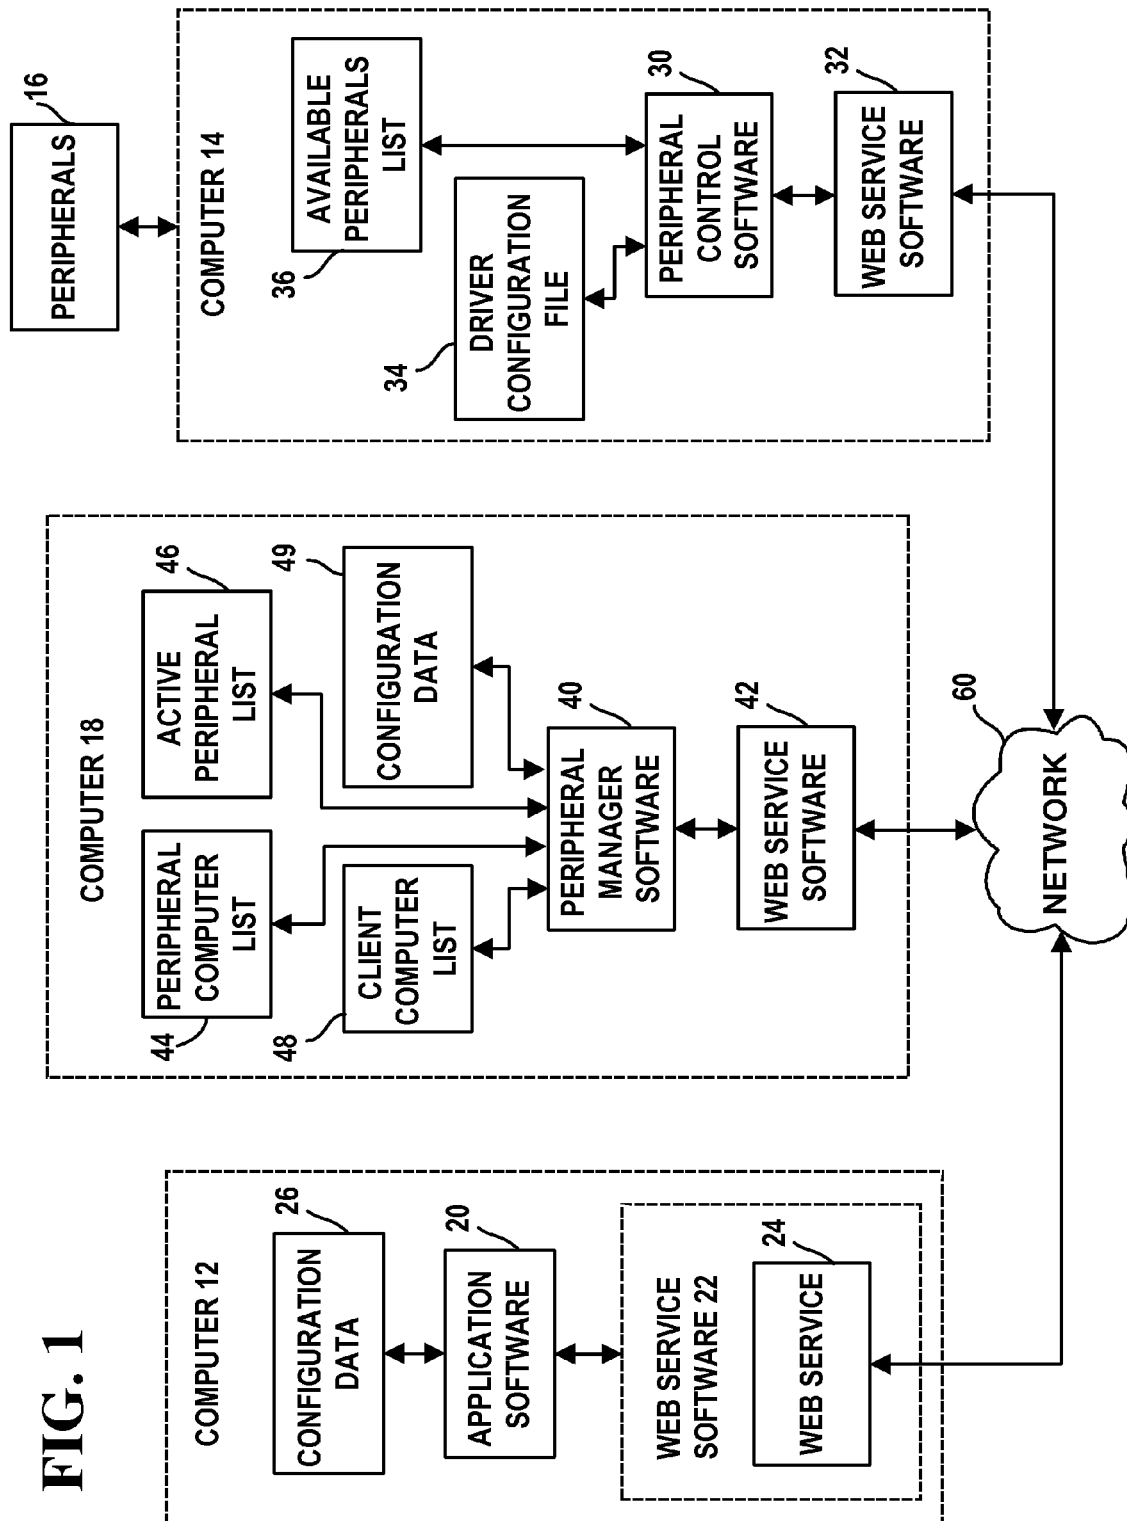 FIG. 1
COMPUTER 12
CONFIGURATION
DATA
26
APPLICATION
SOFTWARE
20
WEB SERVICE
SOFTWARE 22
WEB SERVICE
24
COMPUTER 18
PERIPHERAL
COMPUTER
LIST
44
ACTIVE
PERIPHERAL
LIST
46
CLIENT
COMPUTER
LIST
48
CONFIGURATION
DATA
49
PERIPHERAL
MANAGER
SOFTWARE
40
WEB SERVICE
SOFTWARE
42
PERIPHERALS
16
COMPUTER 14
AVAILABLE
PERIPHERALS
LIST
36
DRIVER
CONFIGURATION
FILE
34
PERIPHERAL
CONTROL
SOFTWARE
30
WEB SERVICE
SOFTWARE
32
NETWORK
60